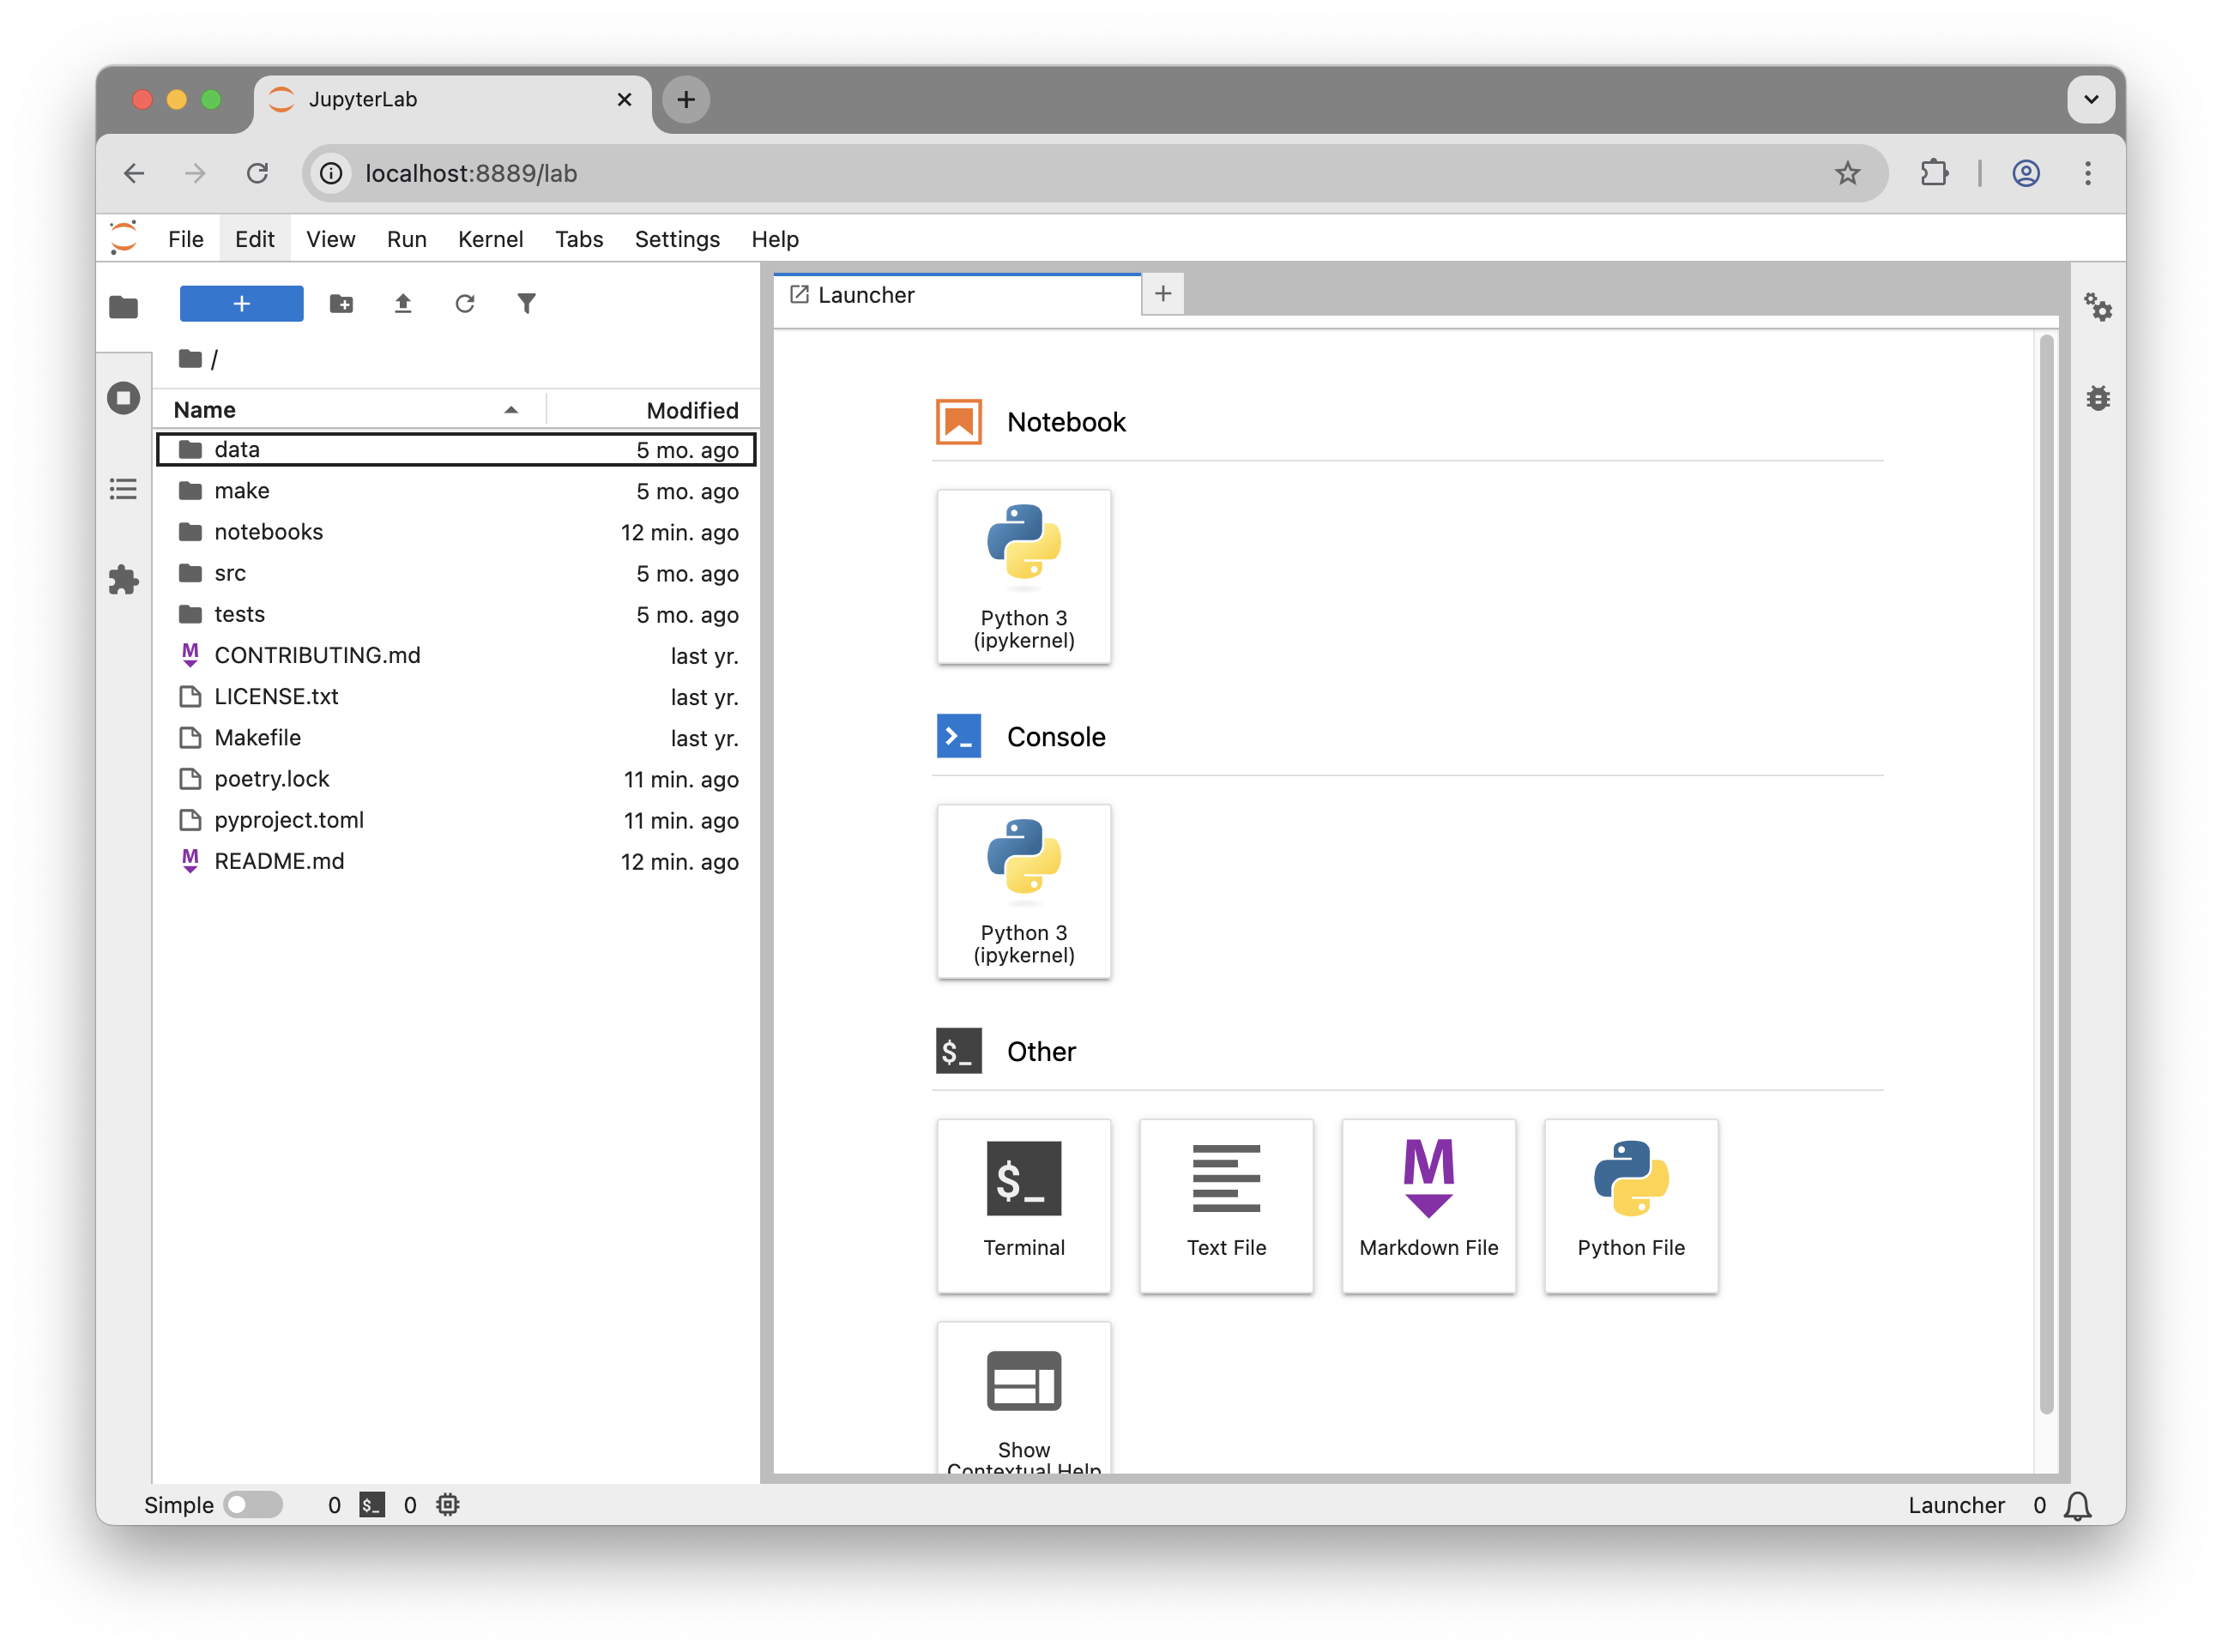 JupyterLab
localhost:8889/lab
File Edit View Run Kernel Tabs Settings Help
/
Name Modified
data 5 mo. ago
make 5 mo. ago
notebooks 12 min. ago
src 5 mo. ago
tests 5 mo. ago
CONTRIBUTING.md last yr.
LICENSE.txt last yr.
Makefile last yr.
poetry.lock 11 min. ago
pyproject.toml 11 min. ago
README.md 12 min. ago
Launcher
Notebook
Python 3
(ipykernel)
Console
Python 3
(ipykernel)
$_ Other
$_
Terminal
Text File
Markdown File
Python File
Show
Contextual Help
Simple 0 $_ 0
Launcher 0